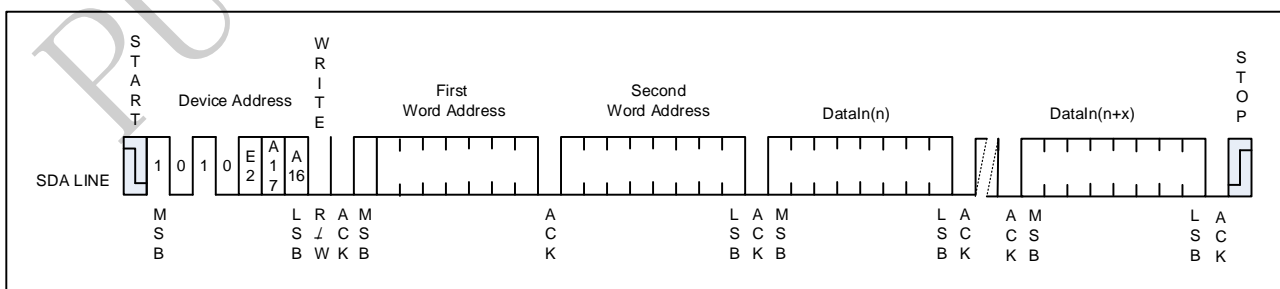 PU
START
WRITE
STOP
Device Address
First
Word Address
Second
Word Address
DataIn(n)
DataIn(n+x)
SDA LINE
1 0 1 0 E2 A17 A16
MSB
LSB
R/W
ACK
MSB
ACK
LSB
ACK
MSB
LSB
ACK
ACK
MSB
LSB
ACK